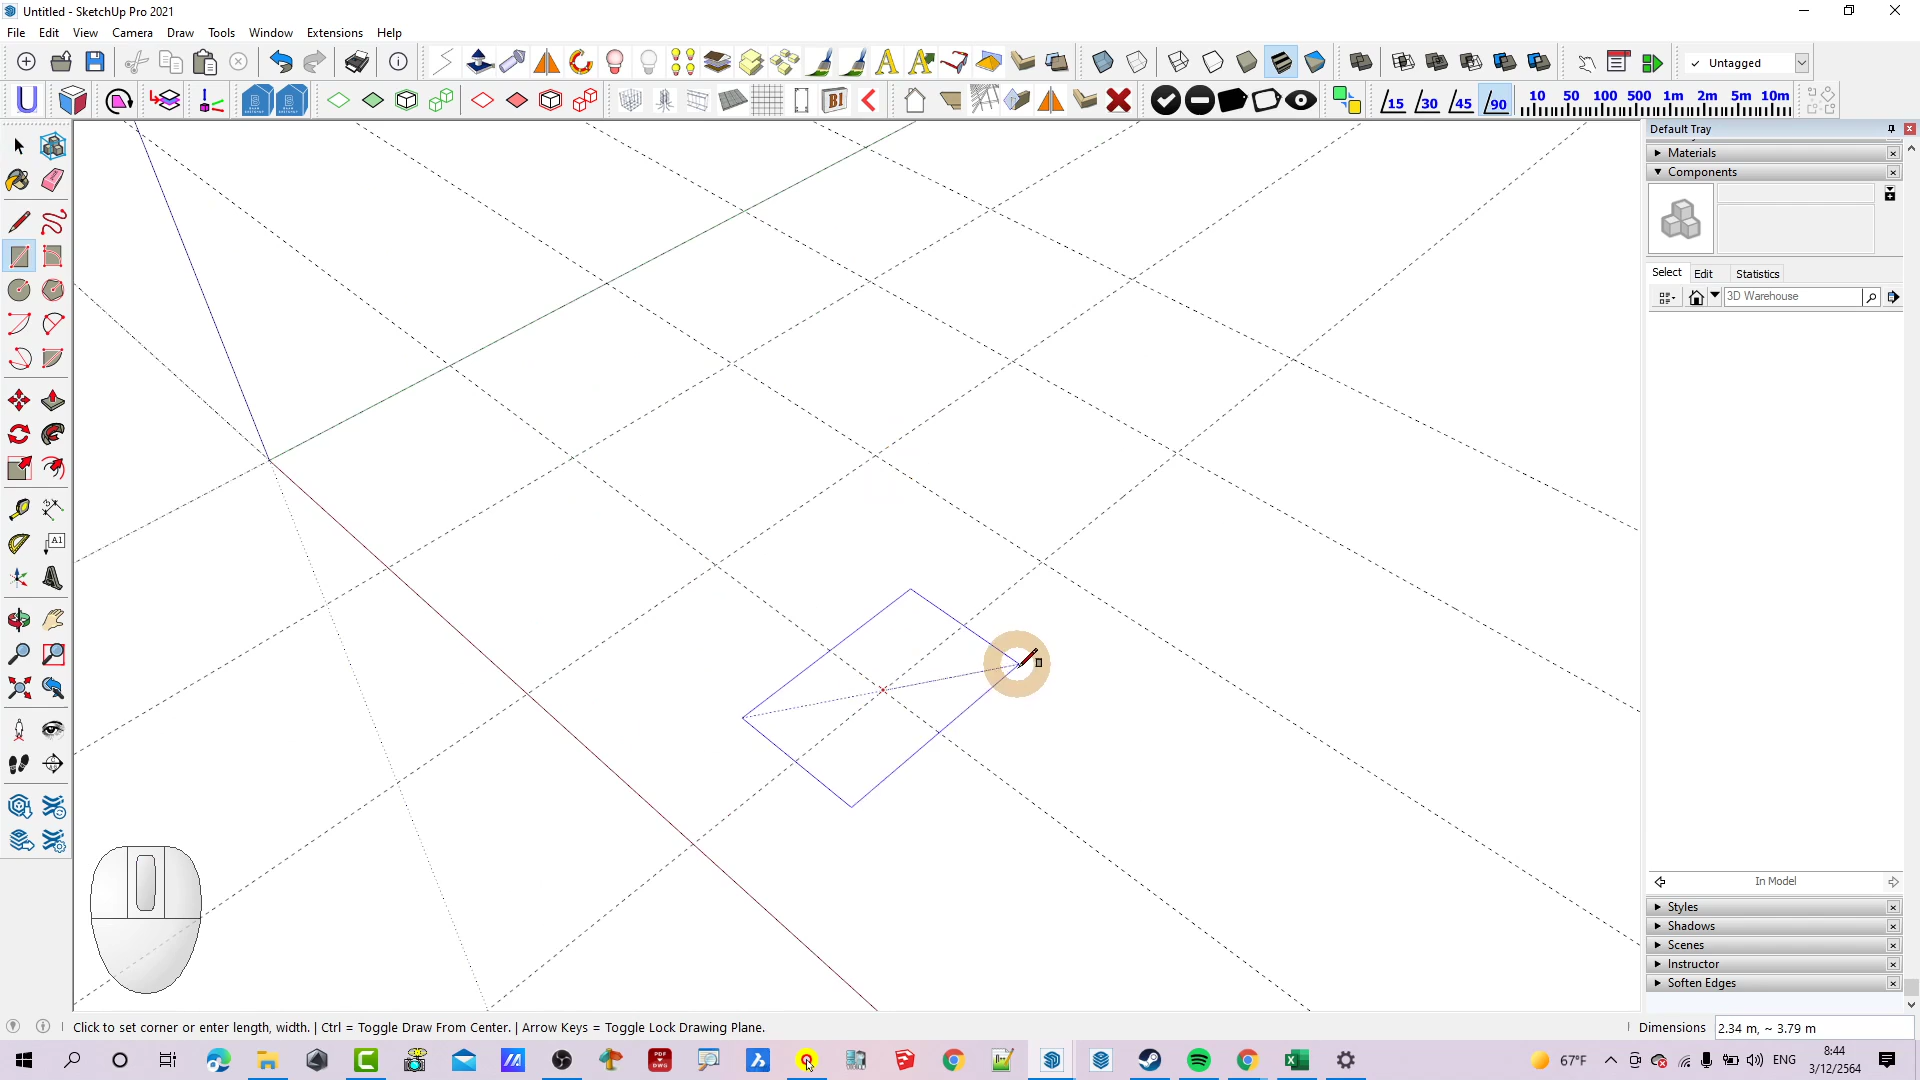 Untitled - SketchUp Pro 2021
File Edit View Camera Draw Tools Window Extensions Help
Untagged
BI
15 30 45 90
10 50 100 500 1m 2m 5m 10m
Default Tray
Materials
Components
Select Edit Statistics
3D Warehouse
A1
In Model
Styles
Shadows
Scenes
Instructor
Soften Edges
Click to set corner or enter length, width. | Ctrl = Toggle Draw From Center. | Arrow Keys = Toggle Lock Drawing Plane.
Dimensions 2.34 m, ~ 3.79 m
67°F
ENG
8:44
3/12/2564